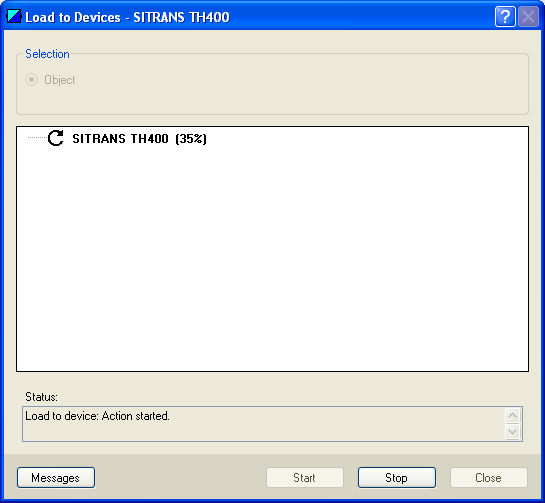 Load to Devices - SITRANS TH400
Selection
Object
SITRANS TH400 (35%)
Status:
Load to device: Action started.
Messages
Start
Stop
Close